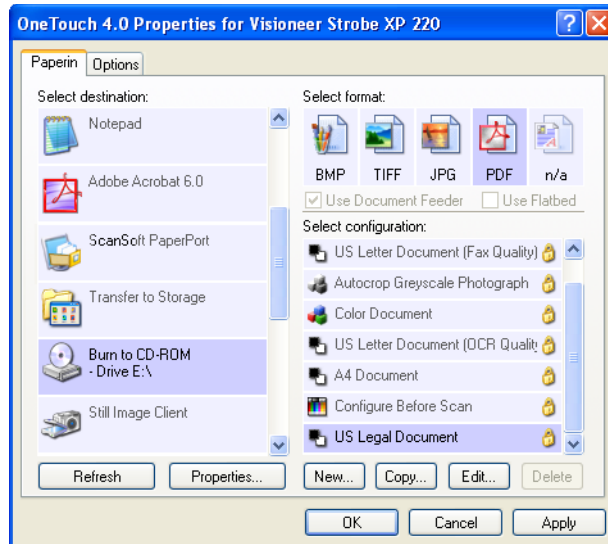 OneTouch 4.0 Properties for Visioneer Strobe XP 220
Paperin
Options
Select destination:
Notepad
Adobe Acrobat 6.0
ScanSoft PaperPort
Transfer to Storage
Burn to CD-ROM
- Drive E:\
Still Image Client
Refresh
Properties...
Select format:
BMP TIFF JPG PDF n/a
Use Document Feeder
Use Flatbed
Select configuration:
US Letter Document (Fax Quality)
Autocrop Greyscale Photograph
Color Document
US Letter Document (OCR Qualit
A4 Document
Configure Before Scan
US Legal Document
New... Copy... Edit... Delete
OK Cancel Apply